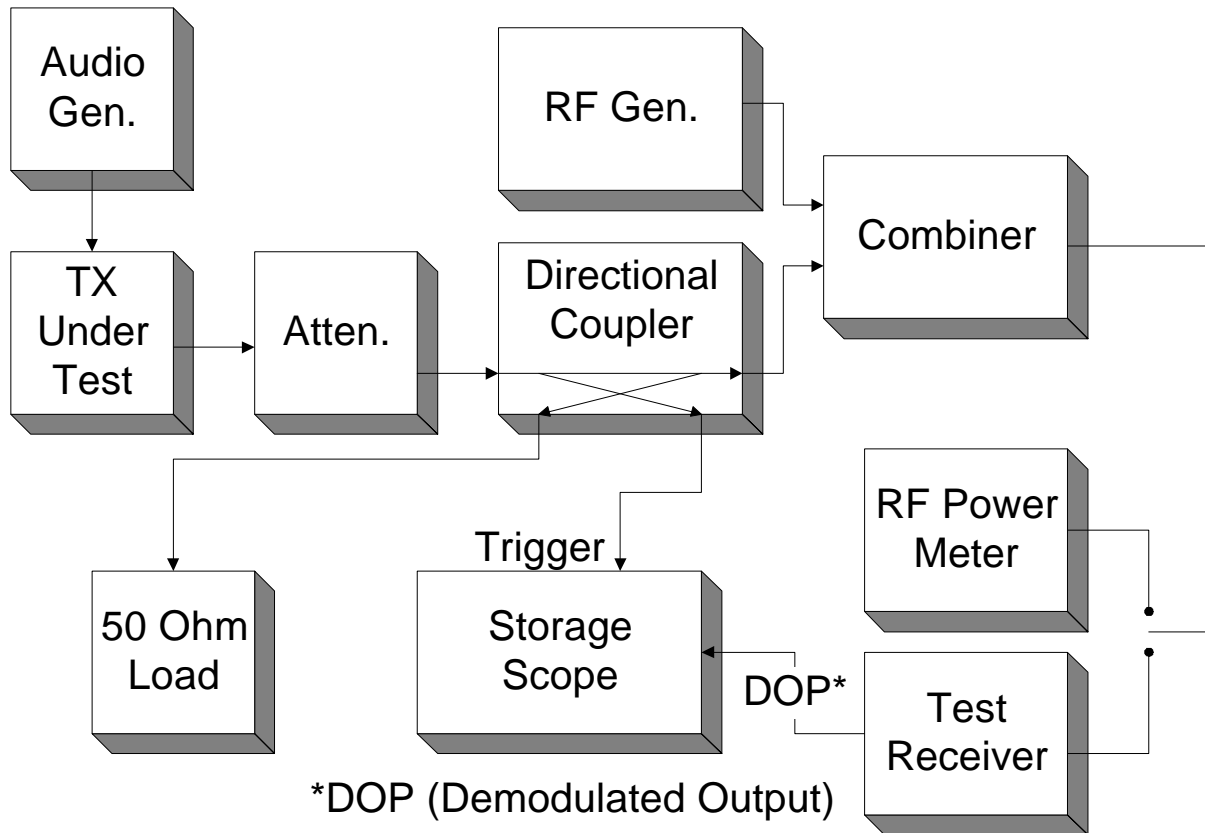 Audio
Gen.
RF Gen.
Combiner
TX
Under
Test
Atten.
Directional
Coupler
RF Power
Meter
Trigger
50 Ohm
Load
Storage
Scope
DOP*
Test
Receiver
*DOP (Demodulated Output)